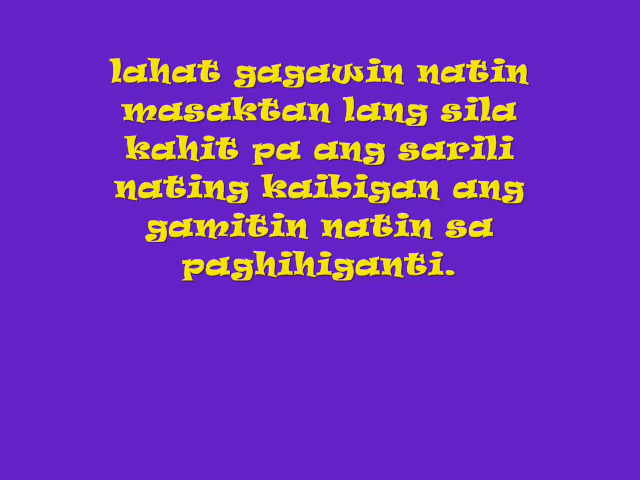 lahat gagawin natin
masaktan lang sila
kahit pa ang sarili
nating kaibigan ang
gamitin natin sa
paghihiganti.